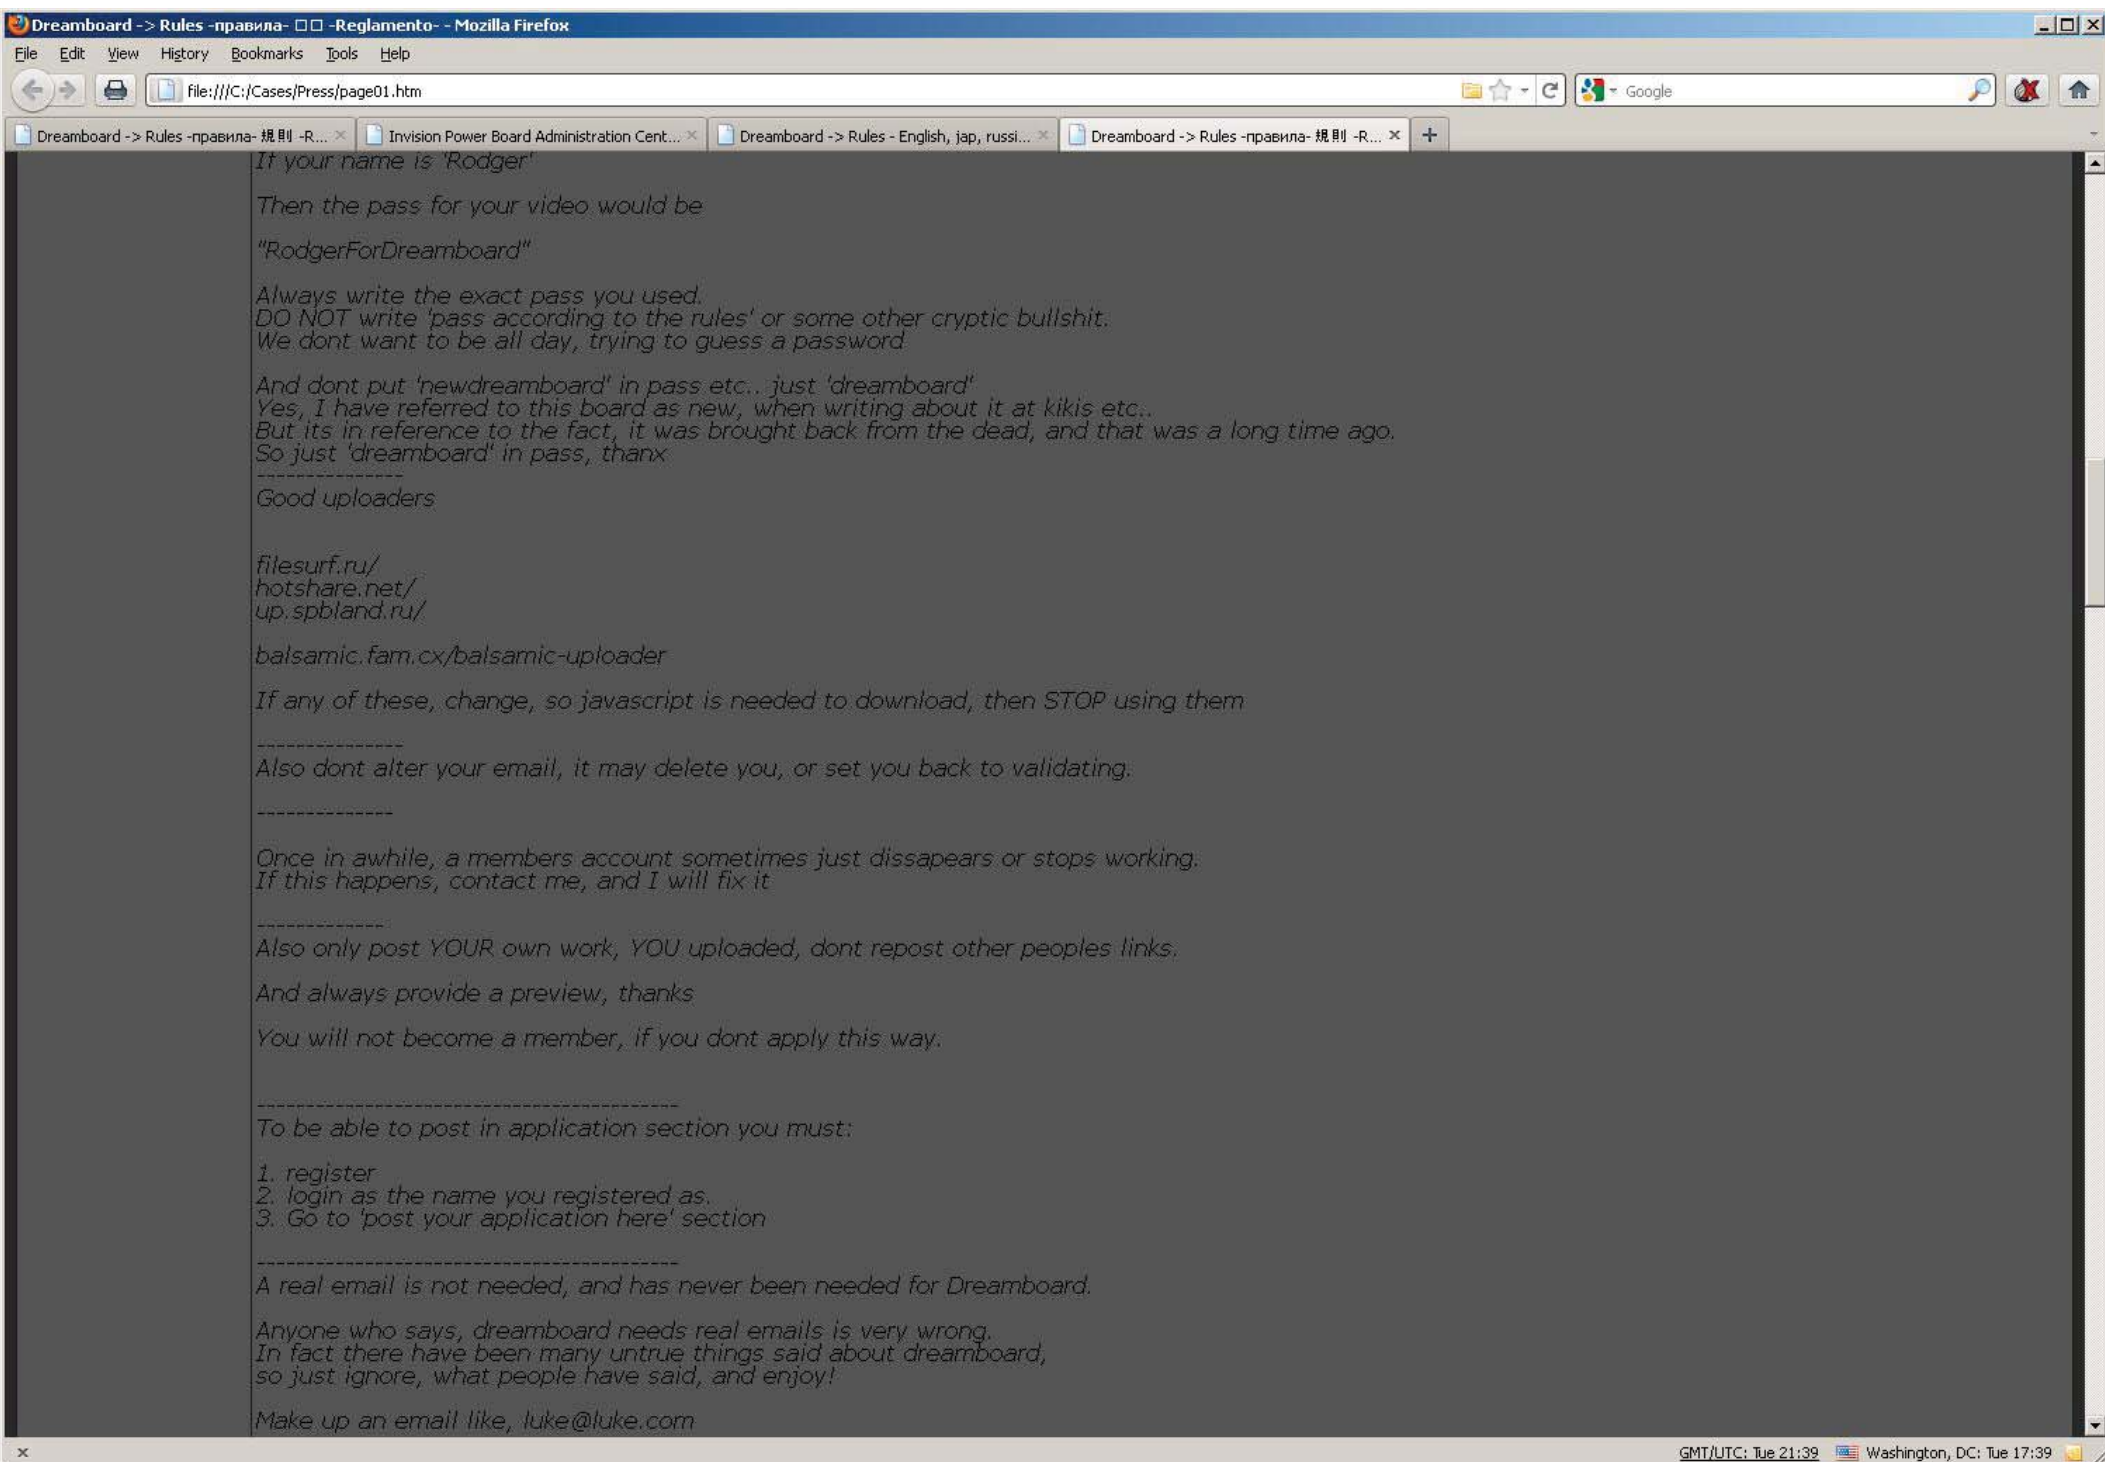 Dreamboard -> Rules -правила- □□ -Reglamento- - Mozilla Firefox
File Edit View History Bookmarks Tools Help
file:///C:/Cases/Press/page01.htm
Google
Dreamboard -> Rules -правила- 規則 -R...
Invision Power Board Administration Cent...
Dreamboard -> Rules - English, jap, russi...
Dreamboard -> Rules -правила- 規則 -R...
If your name is 'Rodger'
Then the pass for your video would be
"RodgerForDreamboard"
Always write the exact pass you used.
DO NOT write 'pass according to the rules' or some other cryptic bullshit.
We dont want to be all day, trying to guess a password
And dont put 'newdreamboard' in pass etc.. just 'dreamboard'
Yes, I have referred to this board as new, when writing about it at kikis etc..
But its in reference to the fact, it was brought back from the dead, and that was a long time ago.
So just 'dreamboard' in pass, thanx
---------------
Good uploaders
filesurf.ru/
hotshare.net/
up.spbland.ru/
balsamic.fam.cx/balsamic-uploader
If any of these, change, so javascript is needed to download, then STOP using them
---------------
Also dont alter your email, it may delete you, or set you back to validating.
--------------
Once in awhile, a members account sometimes just dissapears or stops working.
If this happens, contact me, and I will fix it
-------------
Also only post YOUR own work, YOU uploaded, dont repost other peoples links.
And always provide a preview, thanks
You will not become a member, if you dont apply this way.
-------------------------------------------
To be able to post in application section you must:
1. register
2. login as the name you registered as.
3. Go to 'post your application here' section
-------------------------------------------
A real email is not needed, and has never been needed for Dreamboard.
Anyone who says, dreamboard needs real emails is very wrong.
In fact there have been many untrue things said about dreamboard,
so just ignore, what people have said, and enjoy!
Make up an email like, luke@luke.com
GMT/UTC: Tue 21:39 Washington, DC: Tue 17:39